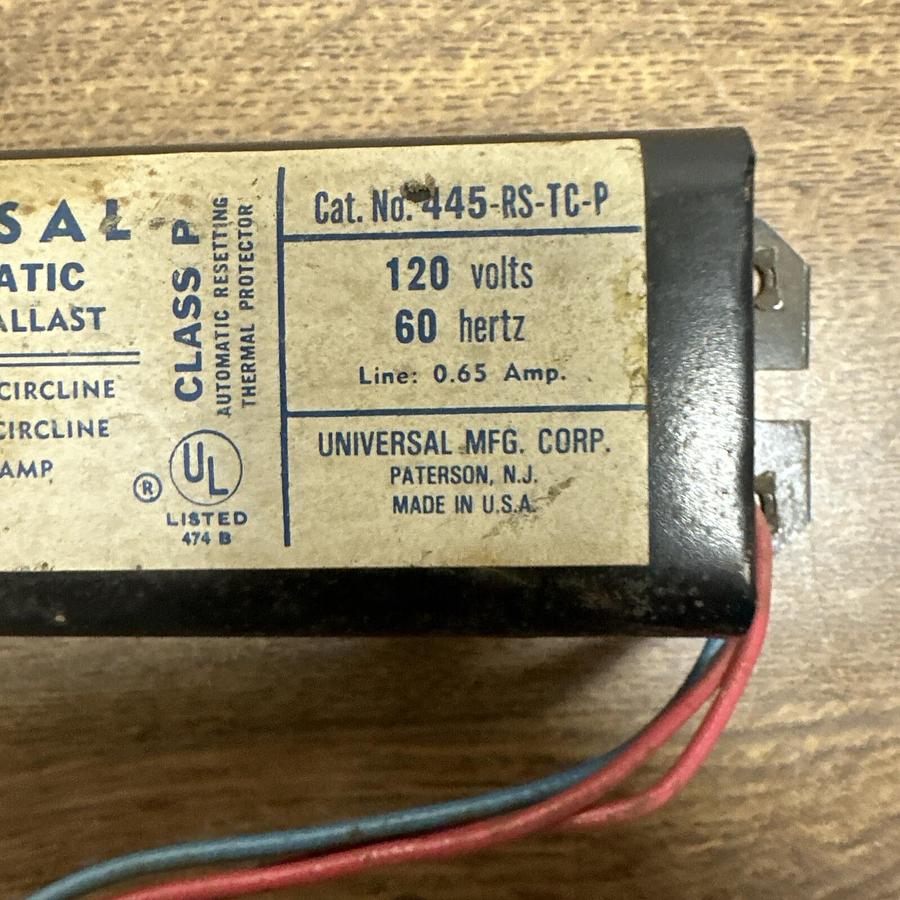 SAL
ATIC
ALLAST
CIRCLINE
CIRCLINE
AMP.
CLASS P
AUTOMATIC RESETTING
THERMAL PROTECTOR
®
UL
LISTED
474 B
Cat. No. 445-RS-TC-P
120 volts
60 hertz
Line: 0.65 Amp.
UNIVERSAL MFG. CORP.
PATERSON, N.J.
MADE IN U.S.A.